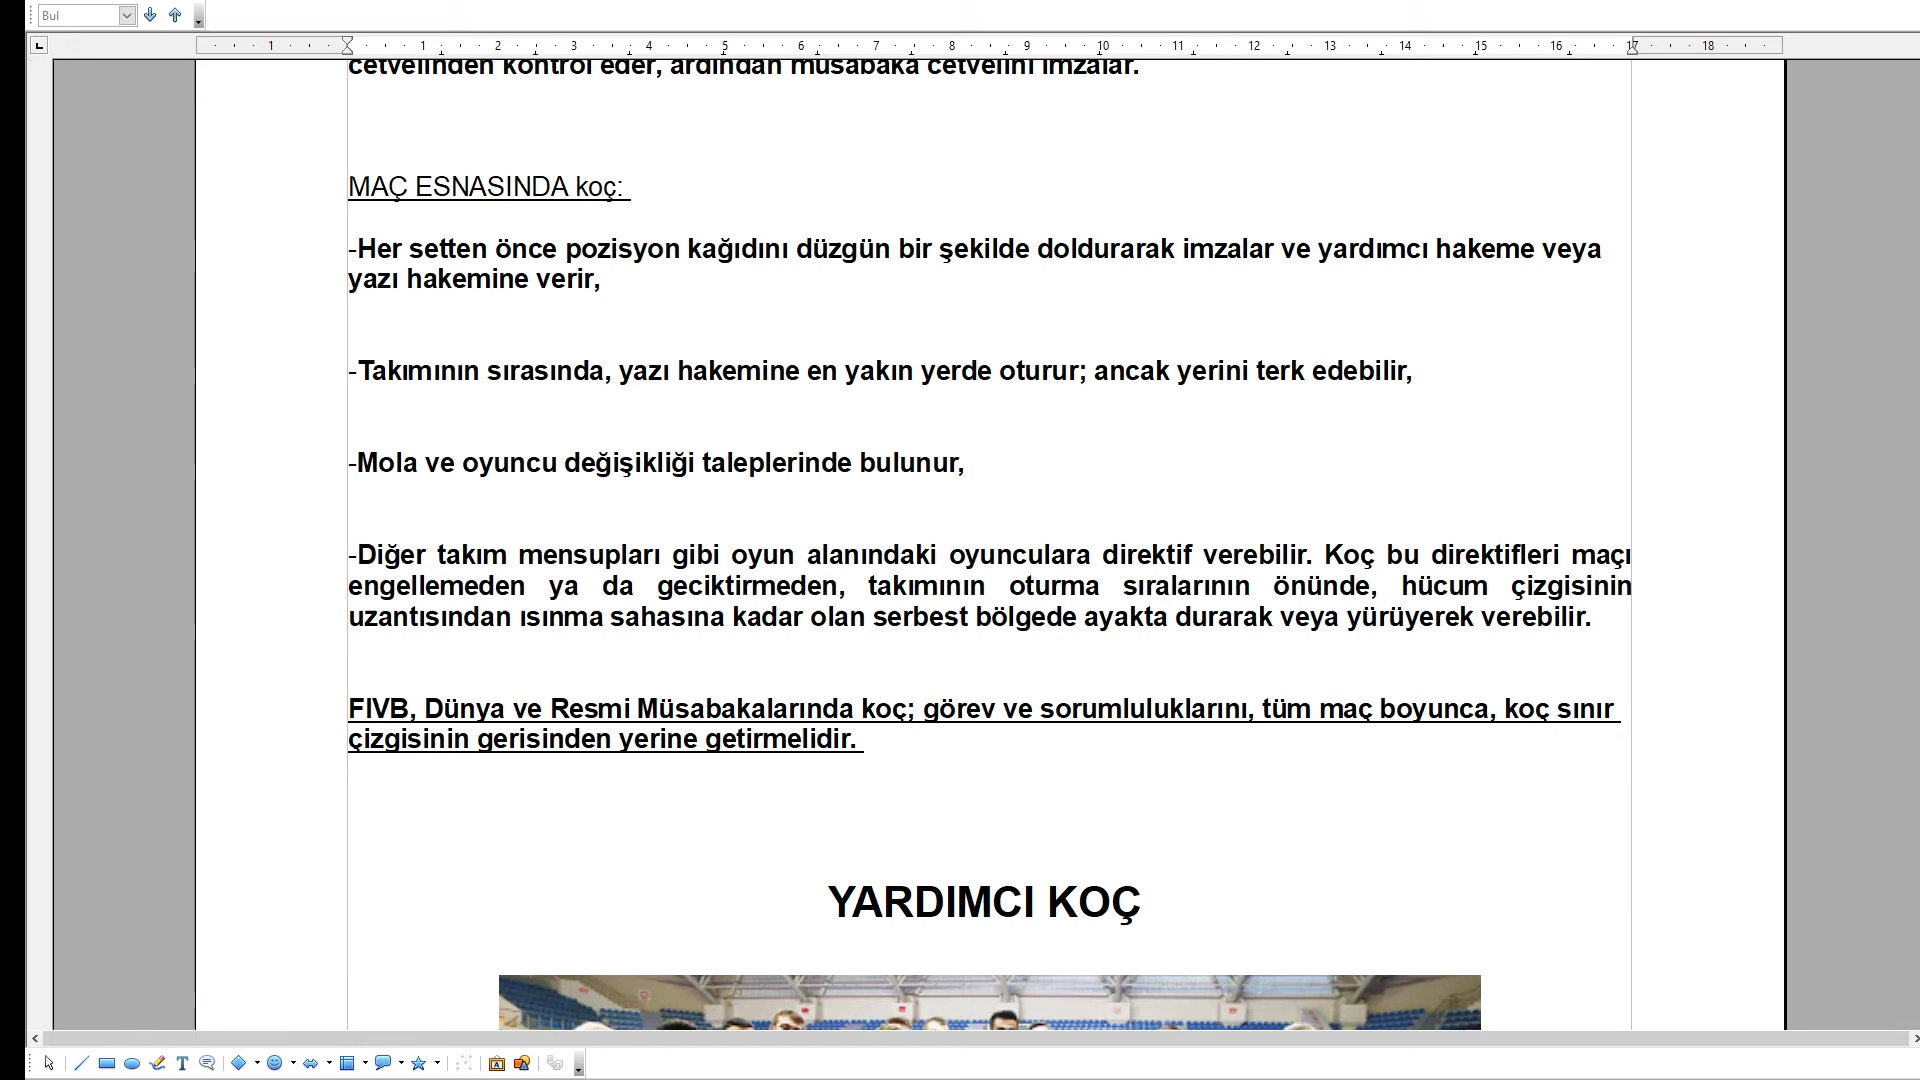 Bul
1 1 2 3 4 5 6 7 8 9 10 11 12 13 14 15 16 17 18
cetvelinden kontrol eder, ardından müsabaka cetvelini imzalar.
MAÇ ESNASINDA koç:
-Her setten önce pozisyon kağıdını düzgün bir şekilde doldurarak imzalar ve yardımcı hakeme veya
yazı hakemine verir,
-Takımının sırasında, yazı hakemine en yakın yerde oturur; ancak yerini terk edebilir,
-Mola ve oyuncu değişikliği taleplerinde bulunur,
-Diğer takım mensupları gibi oyun alanındaki oyunculara direktif verebilir. Koç bu direktifleri maçı
engellemeden ya da geciktirmeden, takımının oturma sıralarının önünde, hücum çizgisinin
uzantısından ısınma sahasına kadar olan serbest bölgede ayakta durarak veya yürüyerek verebilir.
FIVB, Dünya ve Resmi Müsabakalarında koç; görev ve sorumluluklarını, tüm maç boyunca, koç sınır
çizgisinin gerisinden yerine getirmelidir.
YARDIMCI KOÇ